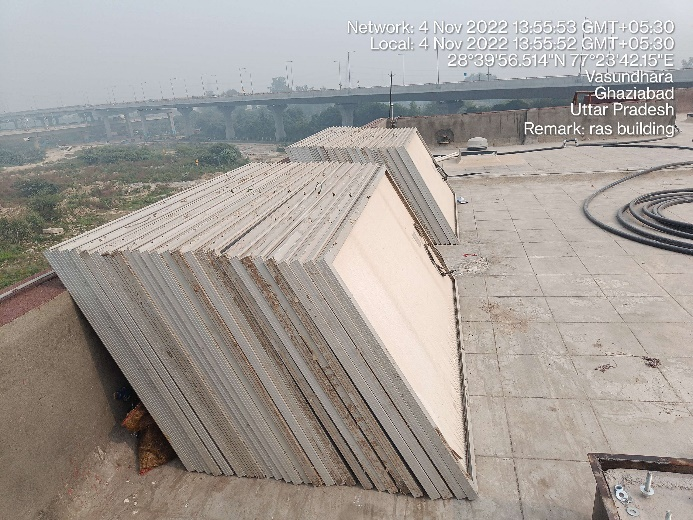 Network: 4 Nov 2022 13:55:53 GMT+05:30
Local: 4 Nov 2022 13:55:52 GMT+05:30
28°39'56.514"N 77°23'42.15"E
Vasundhara
Ghaziabad
Uttar Pradesh
Remark: ras building